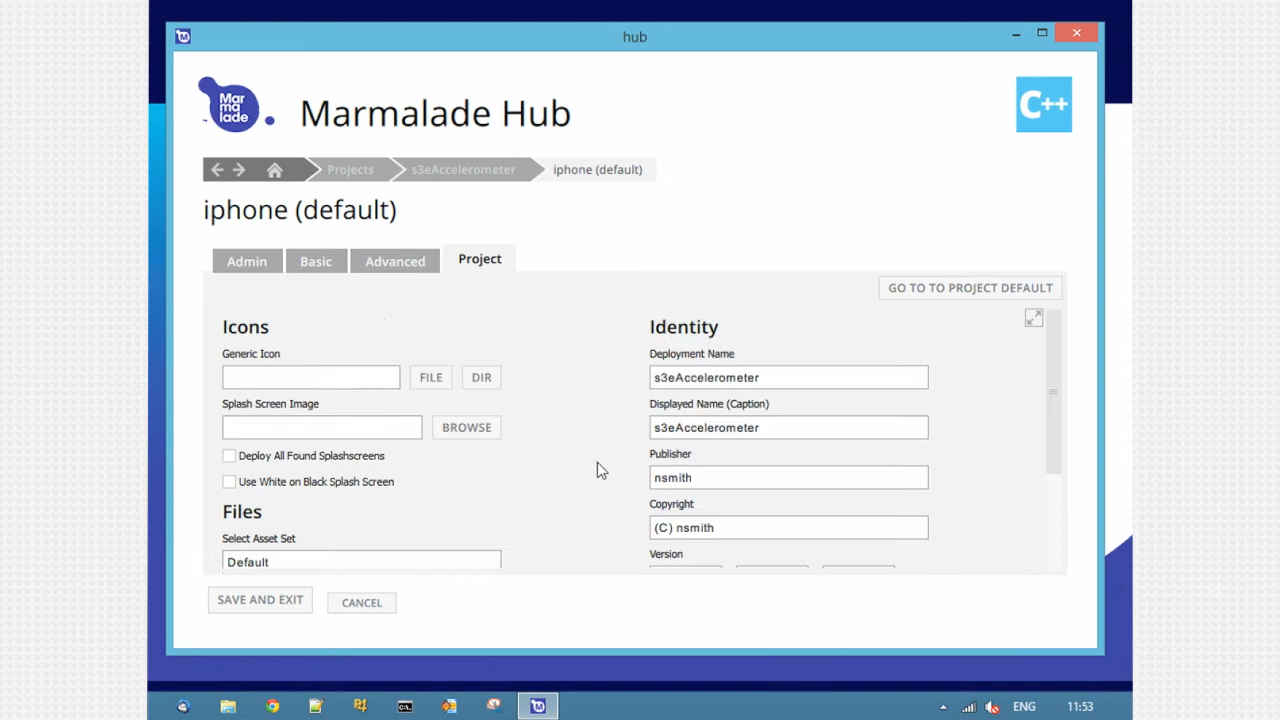 hub
Mar
ma
lade
Marmalade Hub
C++
Projects
s3eAccelerometer
iphone (default)
iphone (default)
Admin
Basic
Advanced
Project
GO TO TO PROJECT DEFAULT
Icons
Generic Icon
FILE
DIR
Splash Screen Image
BROWSE
Deploy All Found Splashscreens
Use White on Black Splash Screen
Files
Select Asset Set
Default
Identity
Deployment Name
s3eAccelerometer
Displayed Name (Caption)
s3eAccelerometer
Publisher
nsmith
Copyright
(C) nsmith
Version
SAVE AND EXIT
CANCEL
ENG
11:53